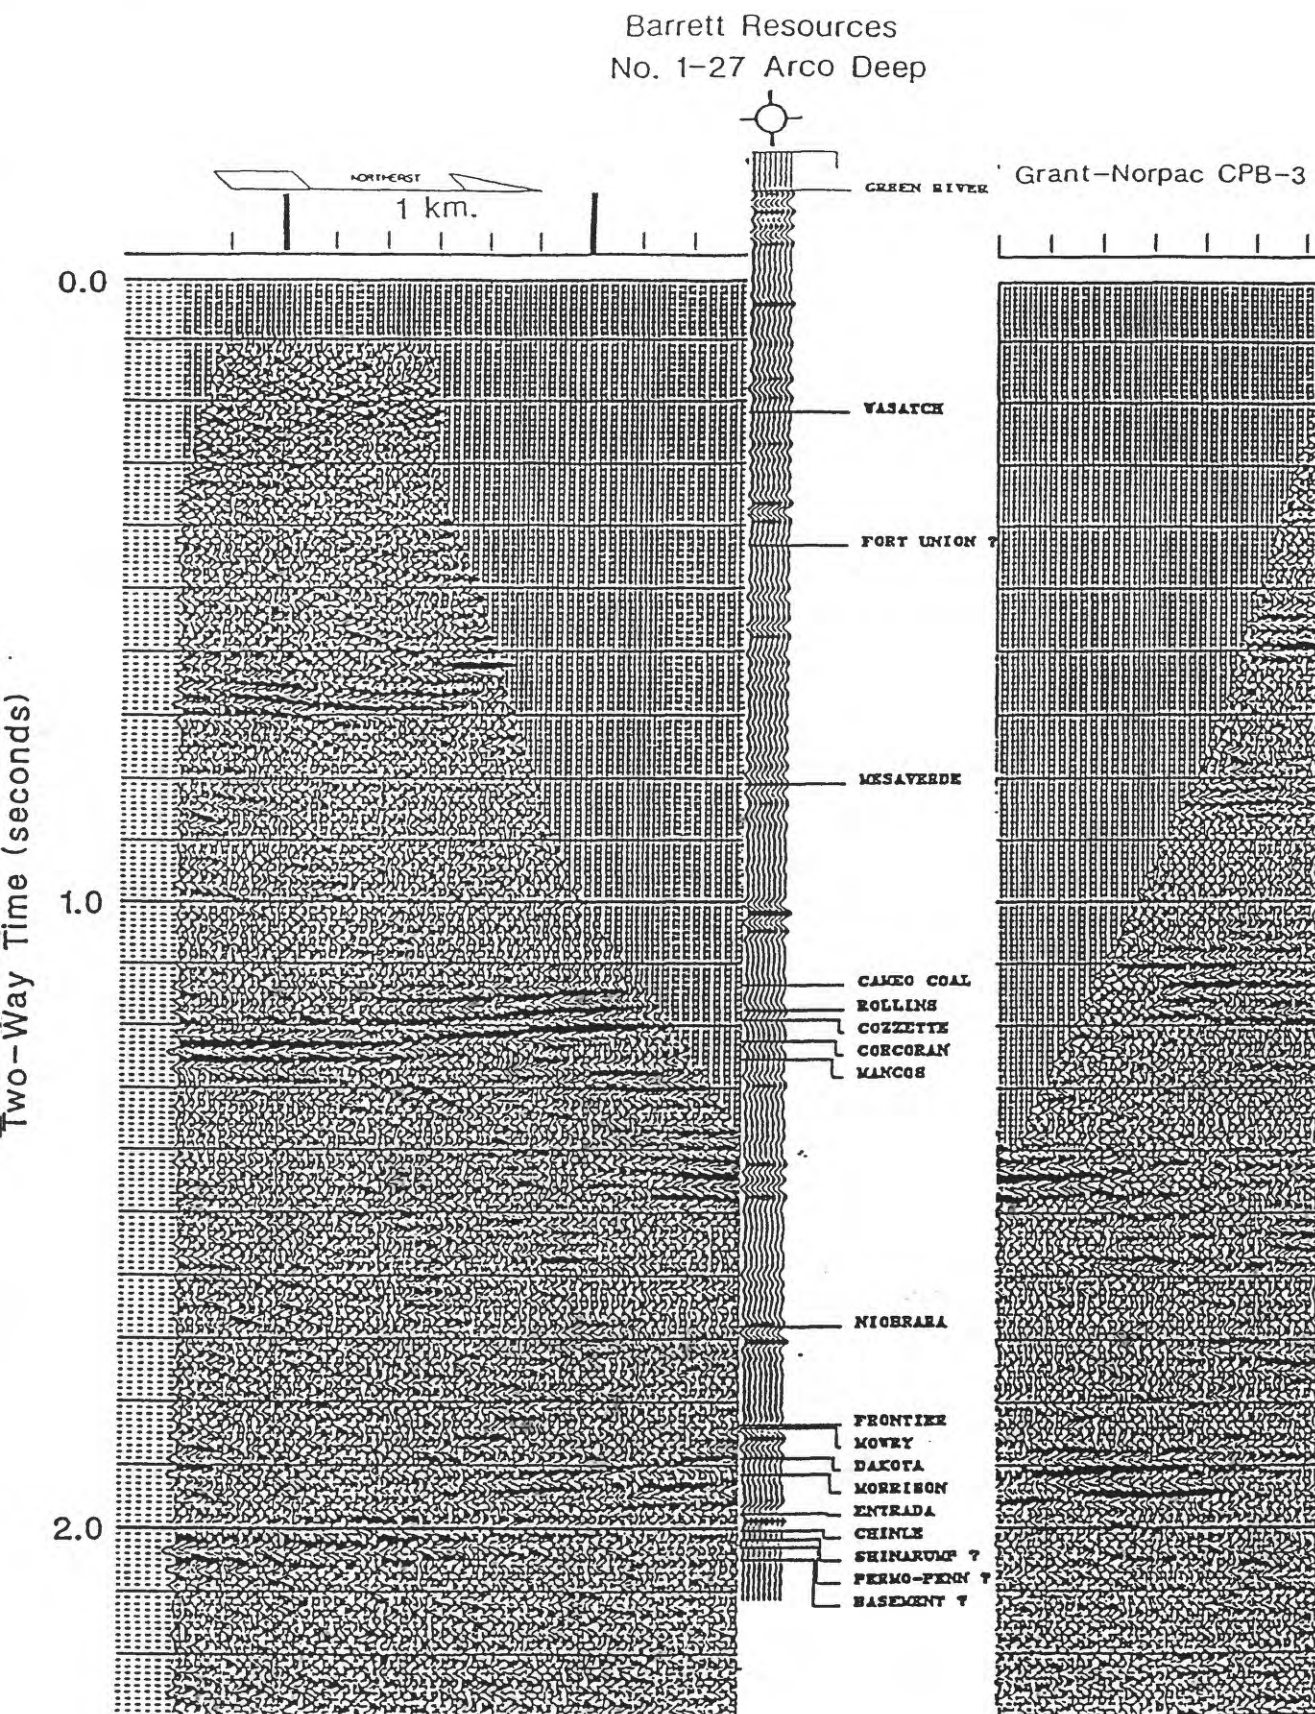 Barrett Resources
No. 1-27 Arco Deep
NORTHEAST
1 km.
GREEN RIVER
Grant-Norpac CPB-3
0.0
WASATCH
FORT UNION ?
Two-Way Time (seconds)
MESAVERDE
1.0
CAMEO COAL
ROLLINS
COZZETTE
CORCORAN
MANCOS
NIOBRARA
FRONTIER
MOWRY
DAKOTA
MORRISON
ENTRADA
2.0
CHINLE
SHINARUMP ?
PERMO-PENN ?
BASEMENT ?